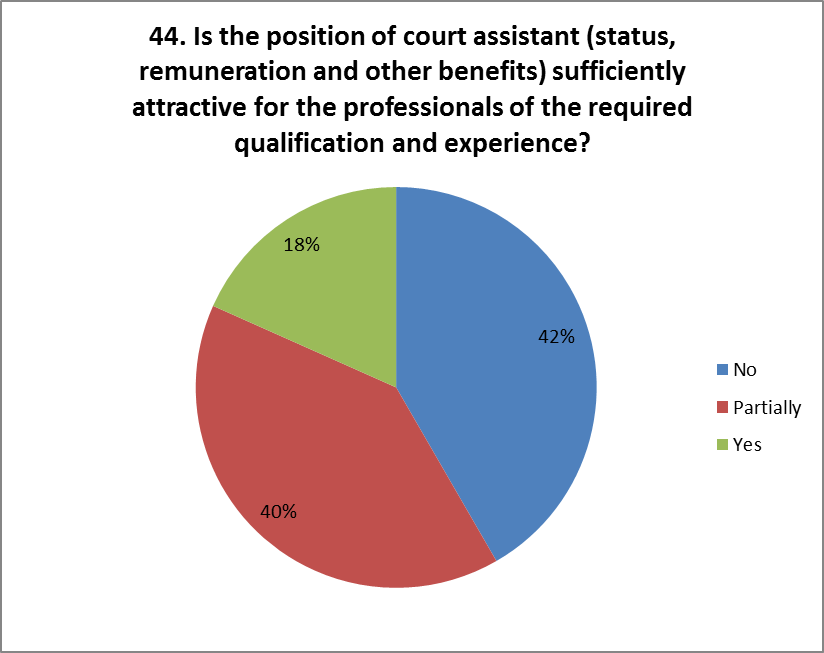 44. Is the position of court assistant (status,
remuneration and other benefits) sufficiently
attractive for the professionals of the required
qualification and experience?
18%
42%
40%
No
Partially
Yes